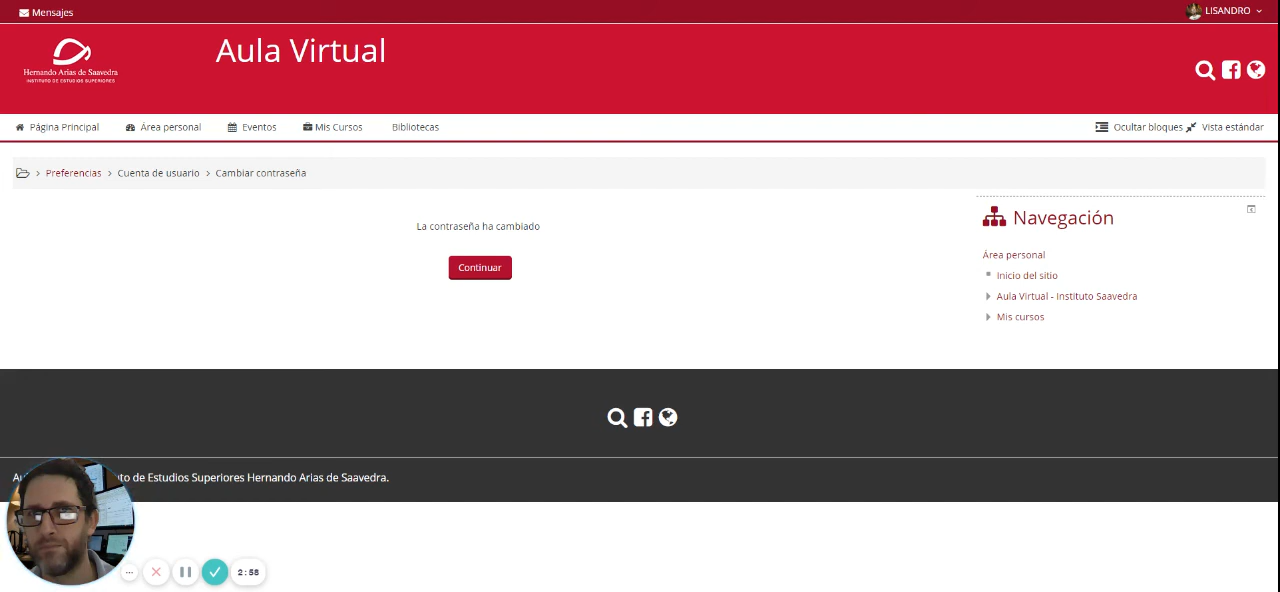 Mensajes
LISANDRO
Hernando Arias de Saavedra
INSTITUTO DE ESTUDIOS SUPERIORES
Aula Virtual
Página Principal
Área personal
Eventos
Mis Cursos
Bibliotecas
Ocultar bloques
Vista estándar
Preferencias
Cuenta de usuario
Cambiar contraseña
La contraseña ha cambiado
Continuar
Navegación
Área personal
Inicio del sitio
Aula Virtual - Instituto Saavedra
Mis cursos
de Estudios Superiores Hernando Arias de Saavedra.
2:58